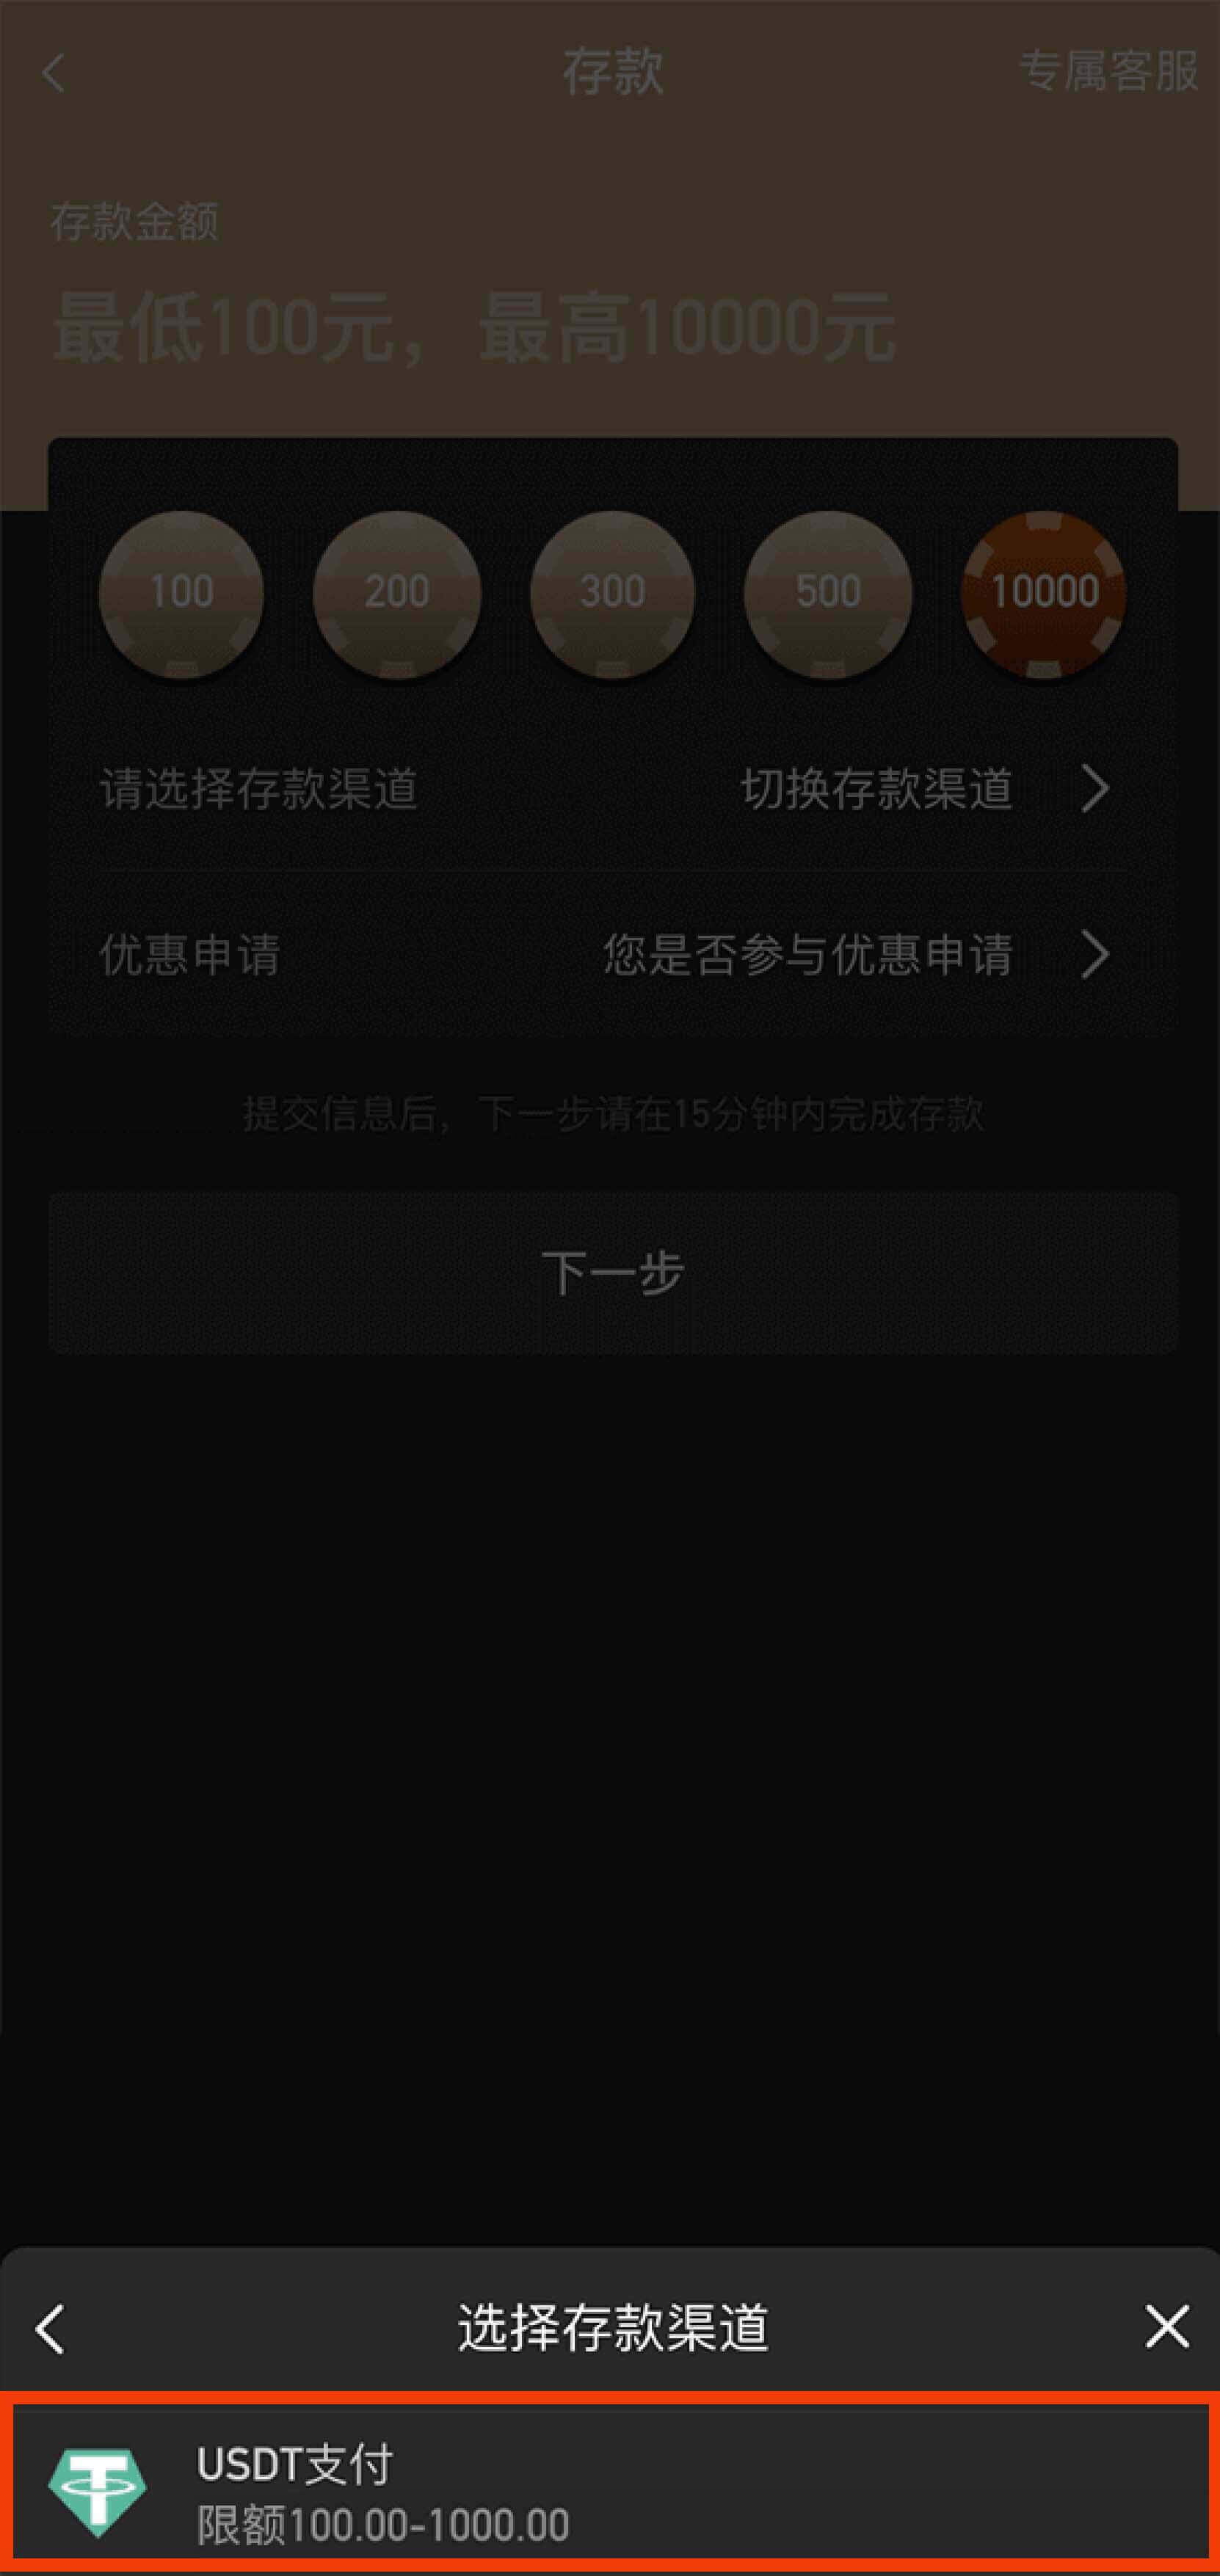 存款
专属客服
存款金额
最低100元，最高10000元
100
200
300
500
10000
请选择存款渠道
切换存款渠道
优惠申请
您是否参与优惠申请
提交信息后，下一步请在15分钟内完成存款
下一步
选择存款渠道
USDT支付
限额100.00-1000.00